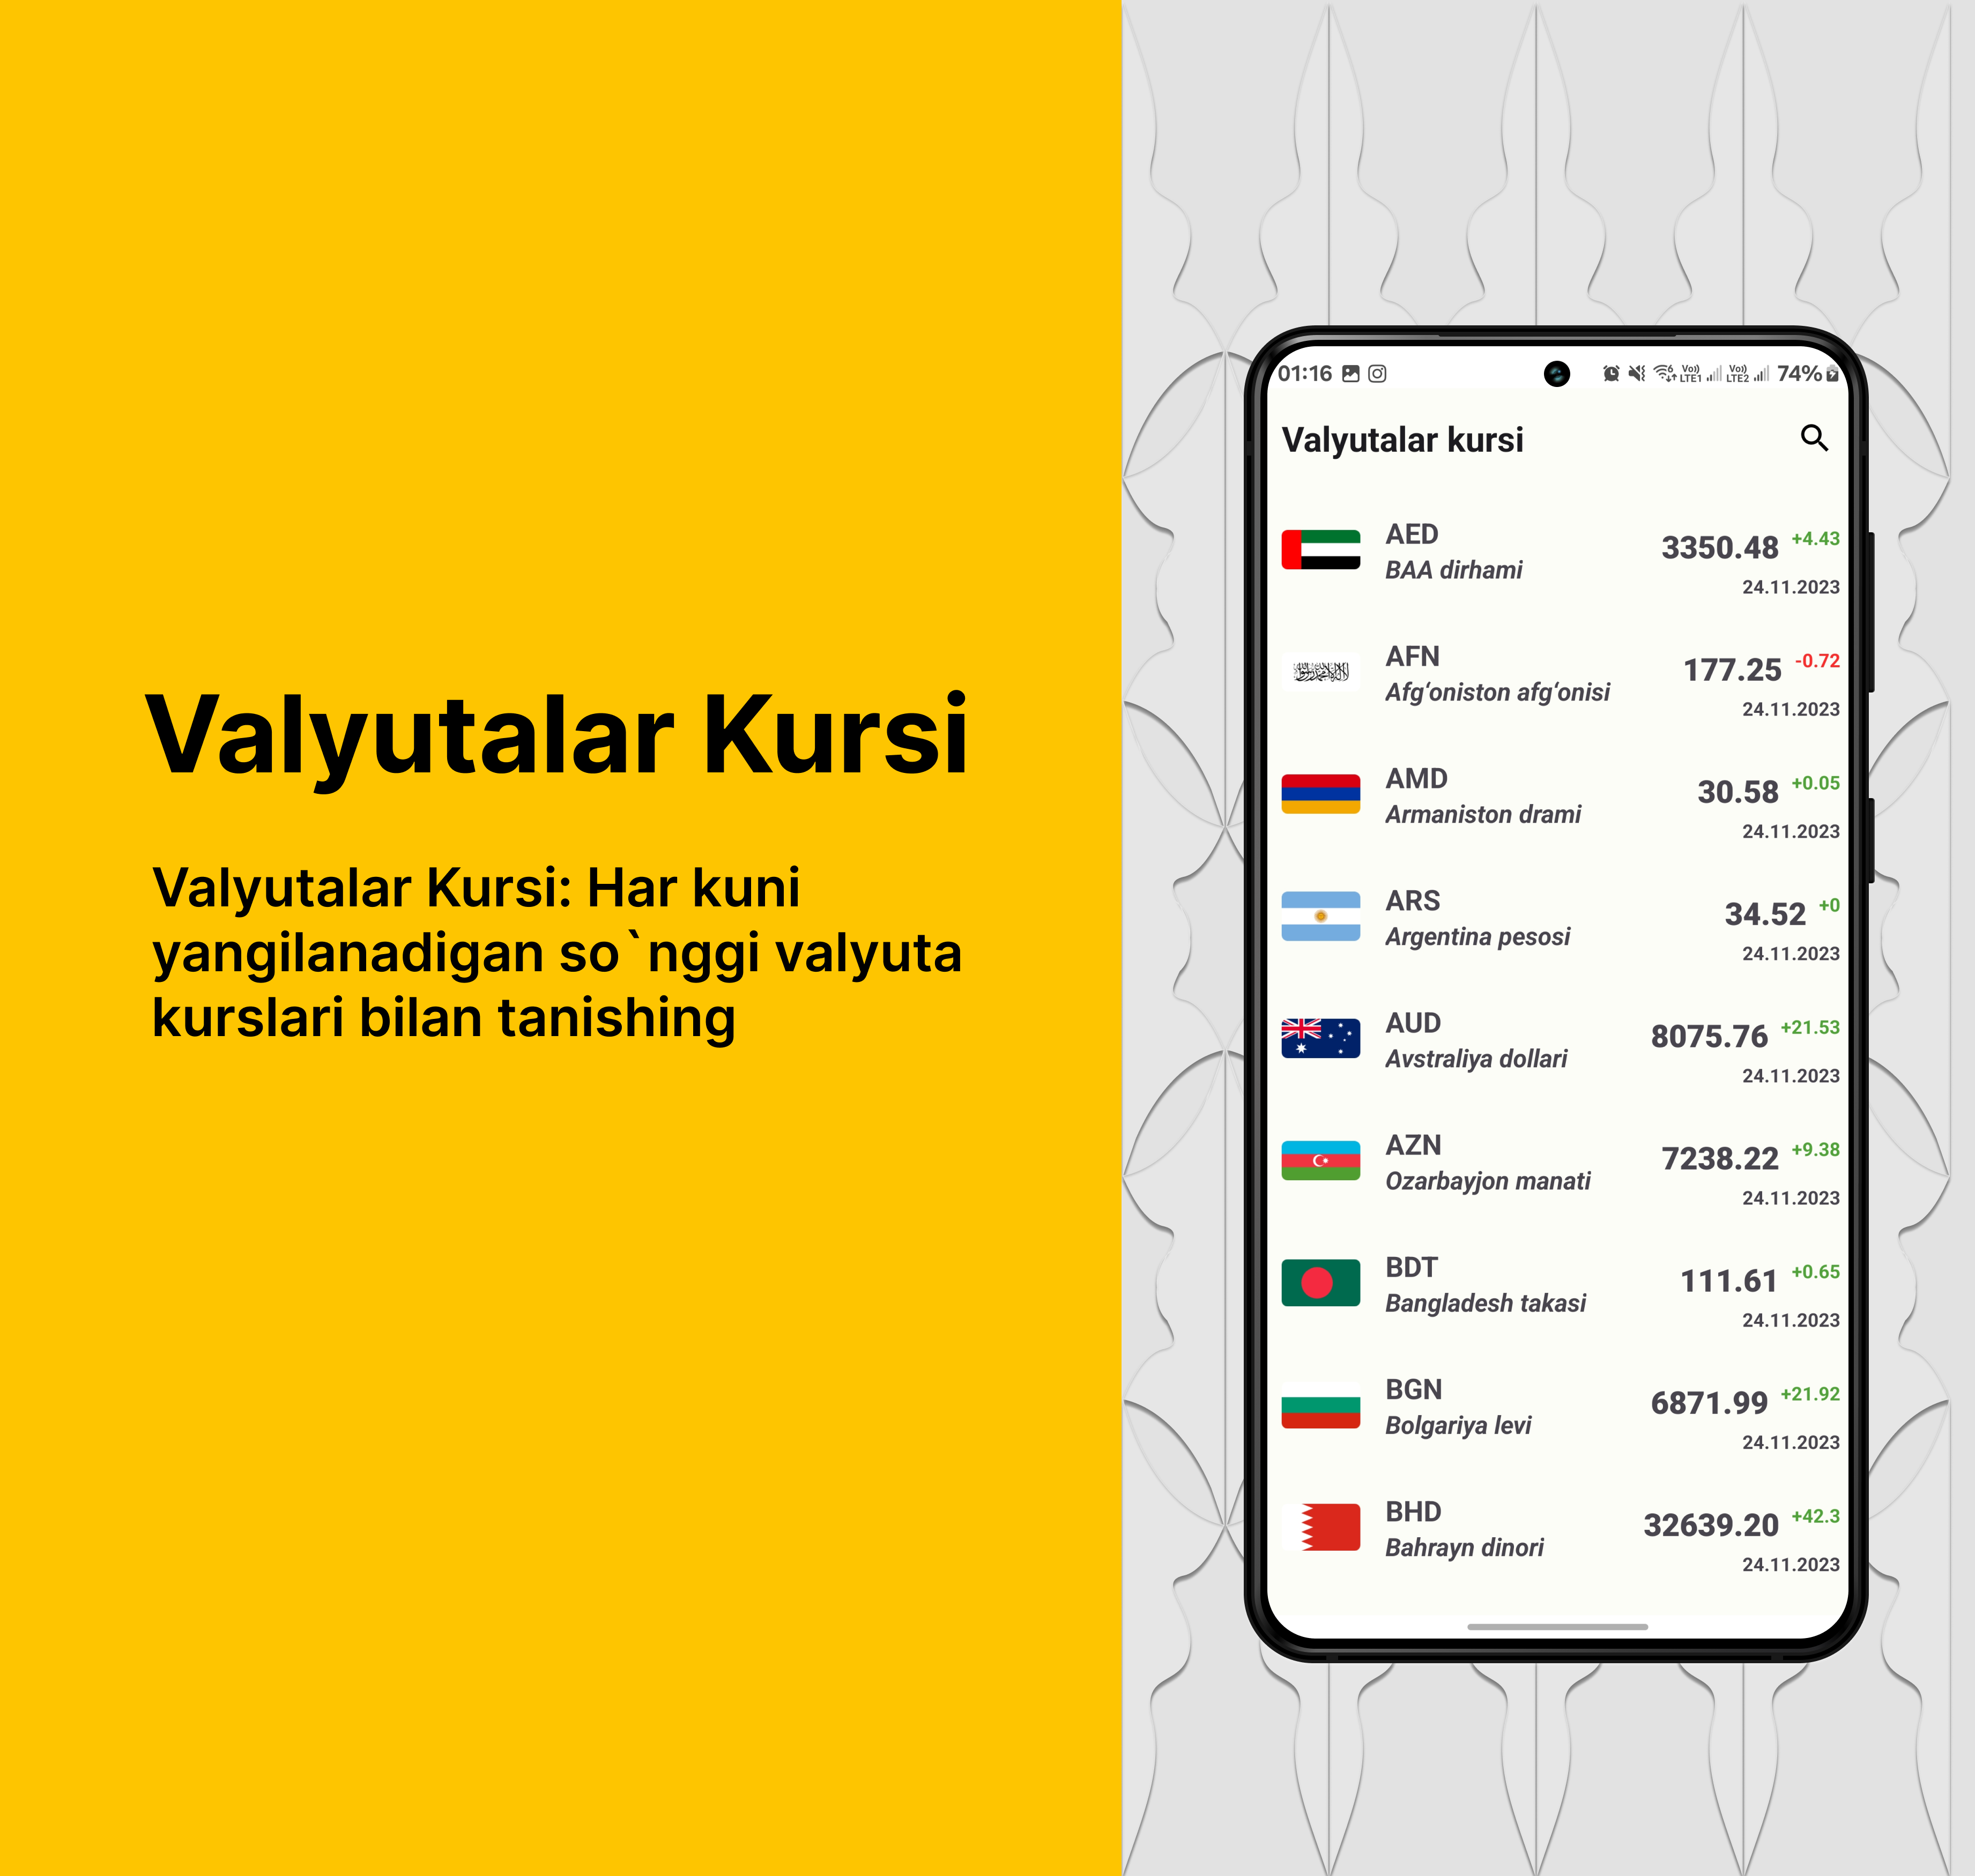 Valyutalar Kursi
Valyutalar Kursi: Har kuni
yangilanadigan so`nggi valyuta
kurslari bilan tanishing
01:16
Vo)) LTE1 Vo)) LTE2 74%
Valyutalar kursi
AED
BAA dirhami
3350.48 +4.43
24.11.2023
AFN
Afg‘oniston afg‘onisi
177.25 -0.72
24.11.2023
AMD
Armaniston drami
30.58 +0.05
24.11.2023
ARS
Argentina pesosi
34.52 +0
24.11.2023
AUD
Avstraliya dollari
8075.76 +21.53
24.11.2023
AZN
Ozarbayjon manati
7238.22 +9.38
24.11.2023
BDT
Bangladesh takasi
111.61 +0.65
24.11.2023
BGN
Bolgariya levi
6871.99 +21.92
24.11.2023
BHD
Bahrayn dinori
32639.20 +42.3
24.11.2023